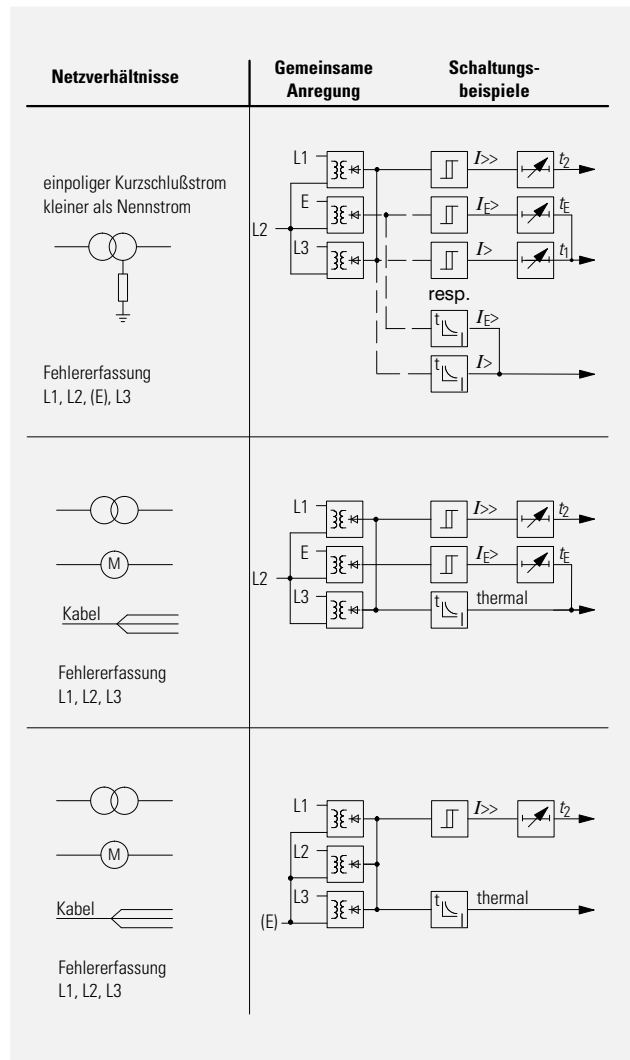 Netzverhältnisse
Gemeinsame
Anregung
Schaltungs-
beispiele
einpoliger Kurzschlußstrom
kleiner als Nennstrom
Fehlererfassung
L1, L2, (E), L3
L1
E
L2
L3
I>>
t2
IE>
tE
I>
t1
resp.
t
I
IE>
t
I
I>
M
Kabel
Fehlererfassung
L1, L2, L3
L1
E
L2
L3
I>>
t2
IE>
tE
t
I
thermal
M
Kabel
Fehlererfassung
L1, L2, L3
L1
L2
L3
(E)
I>>
t2
t
I
thermal